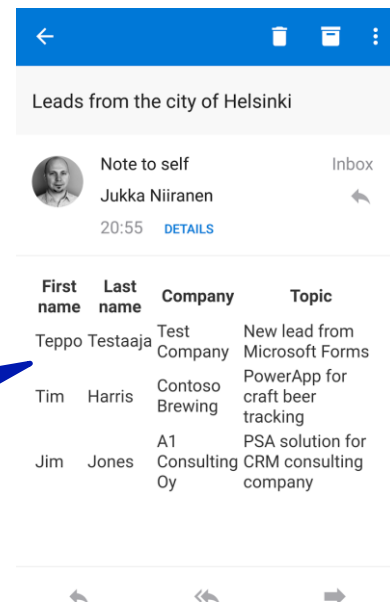 Leads from the city of Helsinki
Note to self
Inbox
Jukka Niiranen
20:55 DETAILS
First name Last name Company Topic
Teppo Testaaja Test Company New lead from Microsoft Forms
Tim Harris Contoso Brewing PowerApp for craft beer tracking
Jim Jones A1 Consulting Oy PSA solution for CRM consulting company